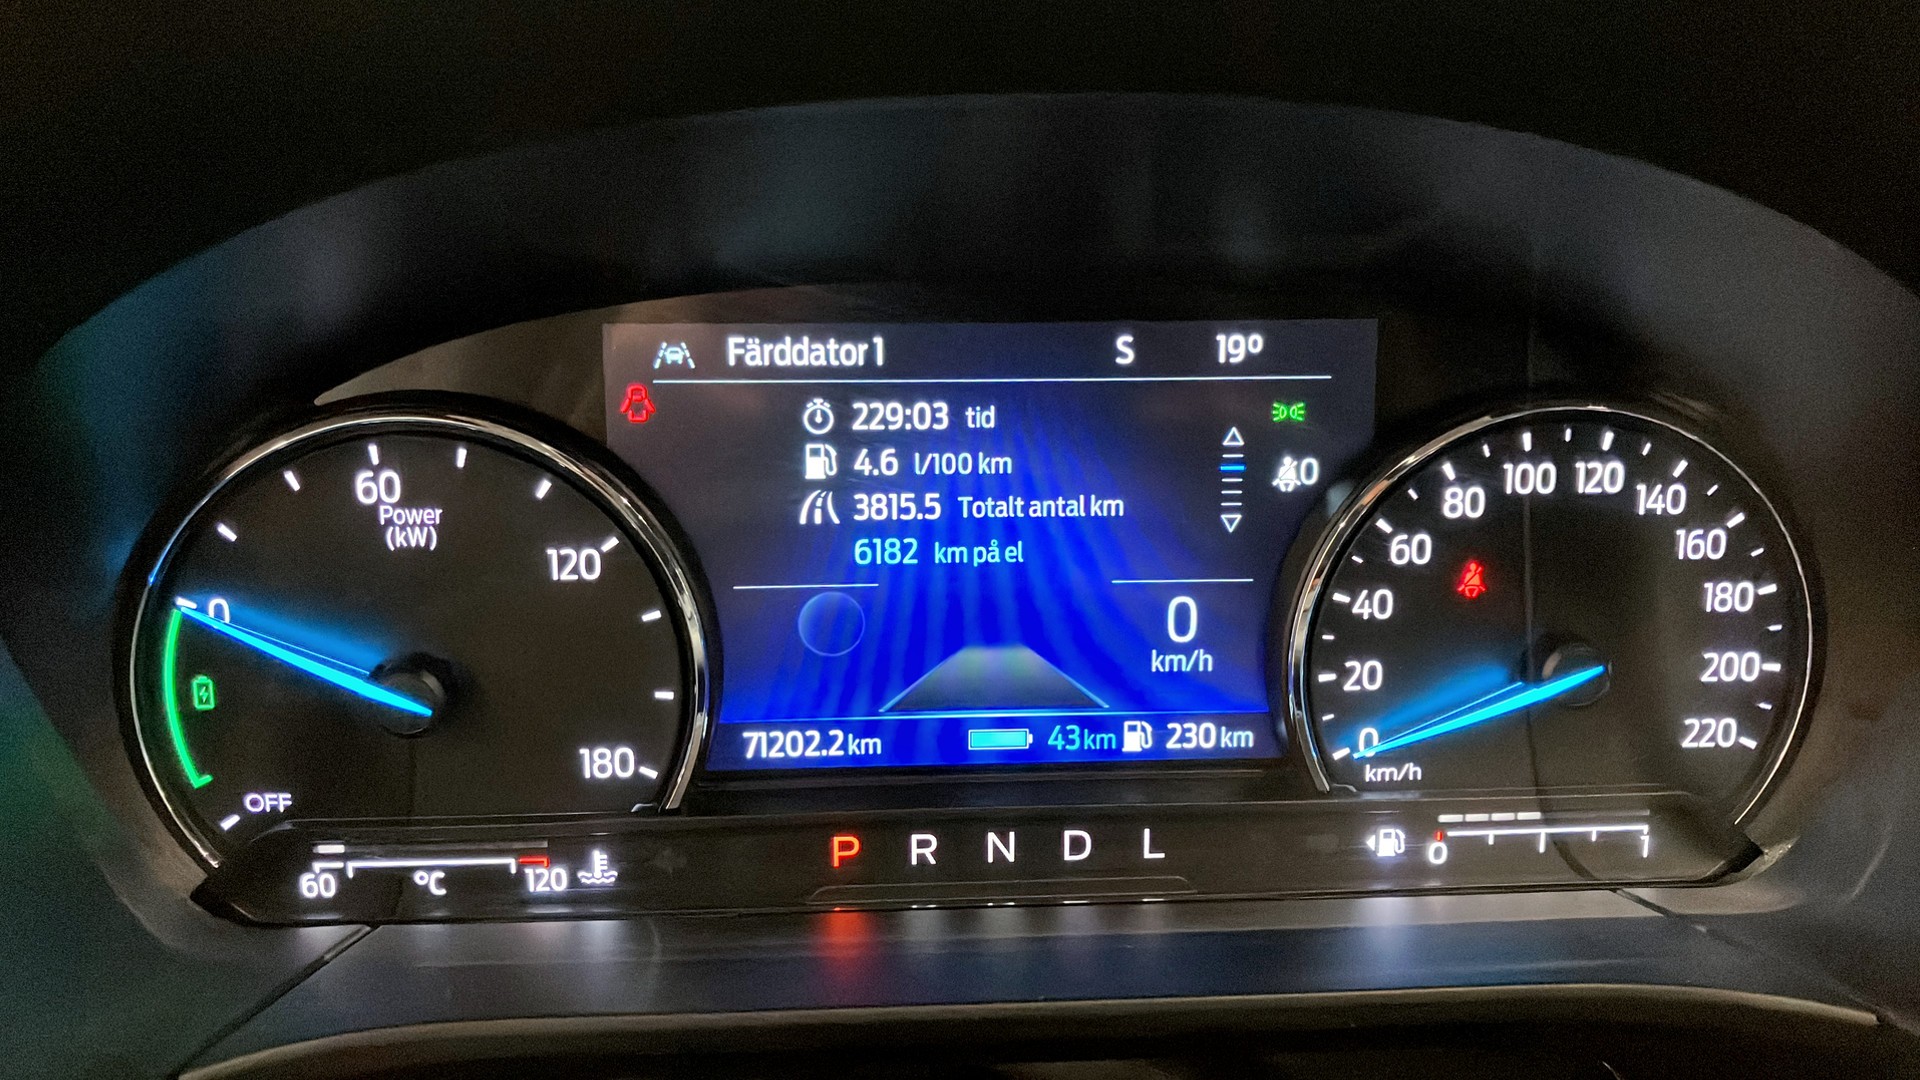 Färddator 1 S 19º
229:03 tid
4.6 l/100 km
3815.5 Totalt antal km
6182 km på el
0
km/h
71202.2 km 43 km 230 km
0
60
Power
(kW)
120
180
OFF
0
20
40
60
80
100
120
140
160
180
200
220
0
km/h
60 °C 120
P R N D L
0 1